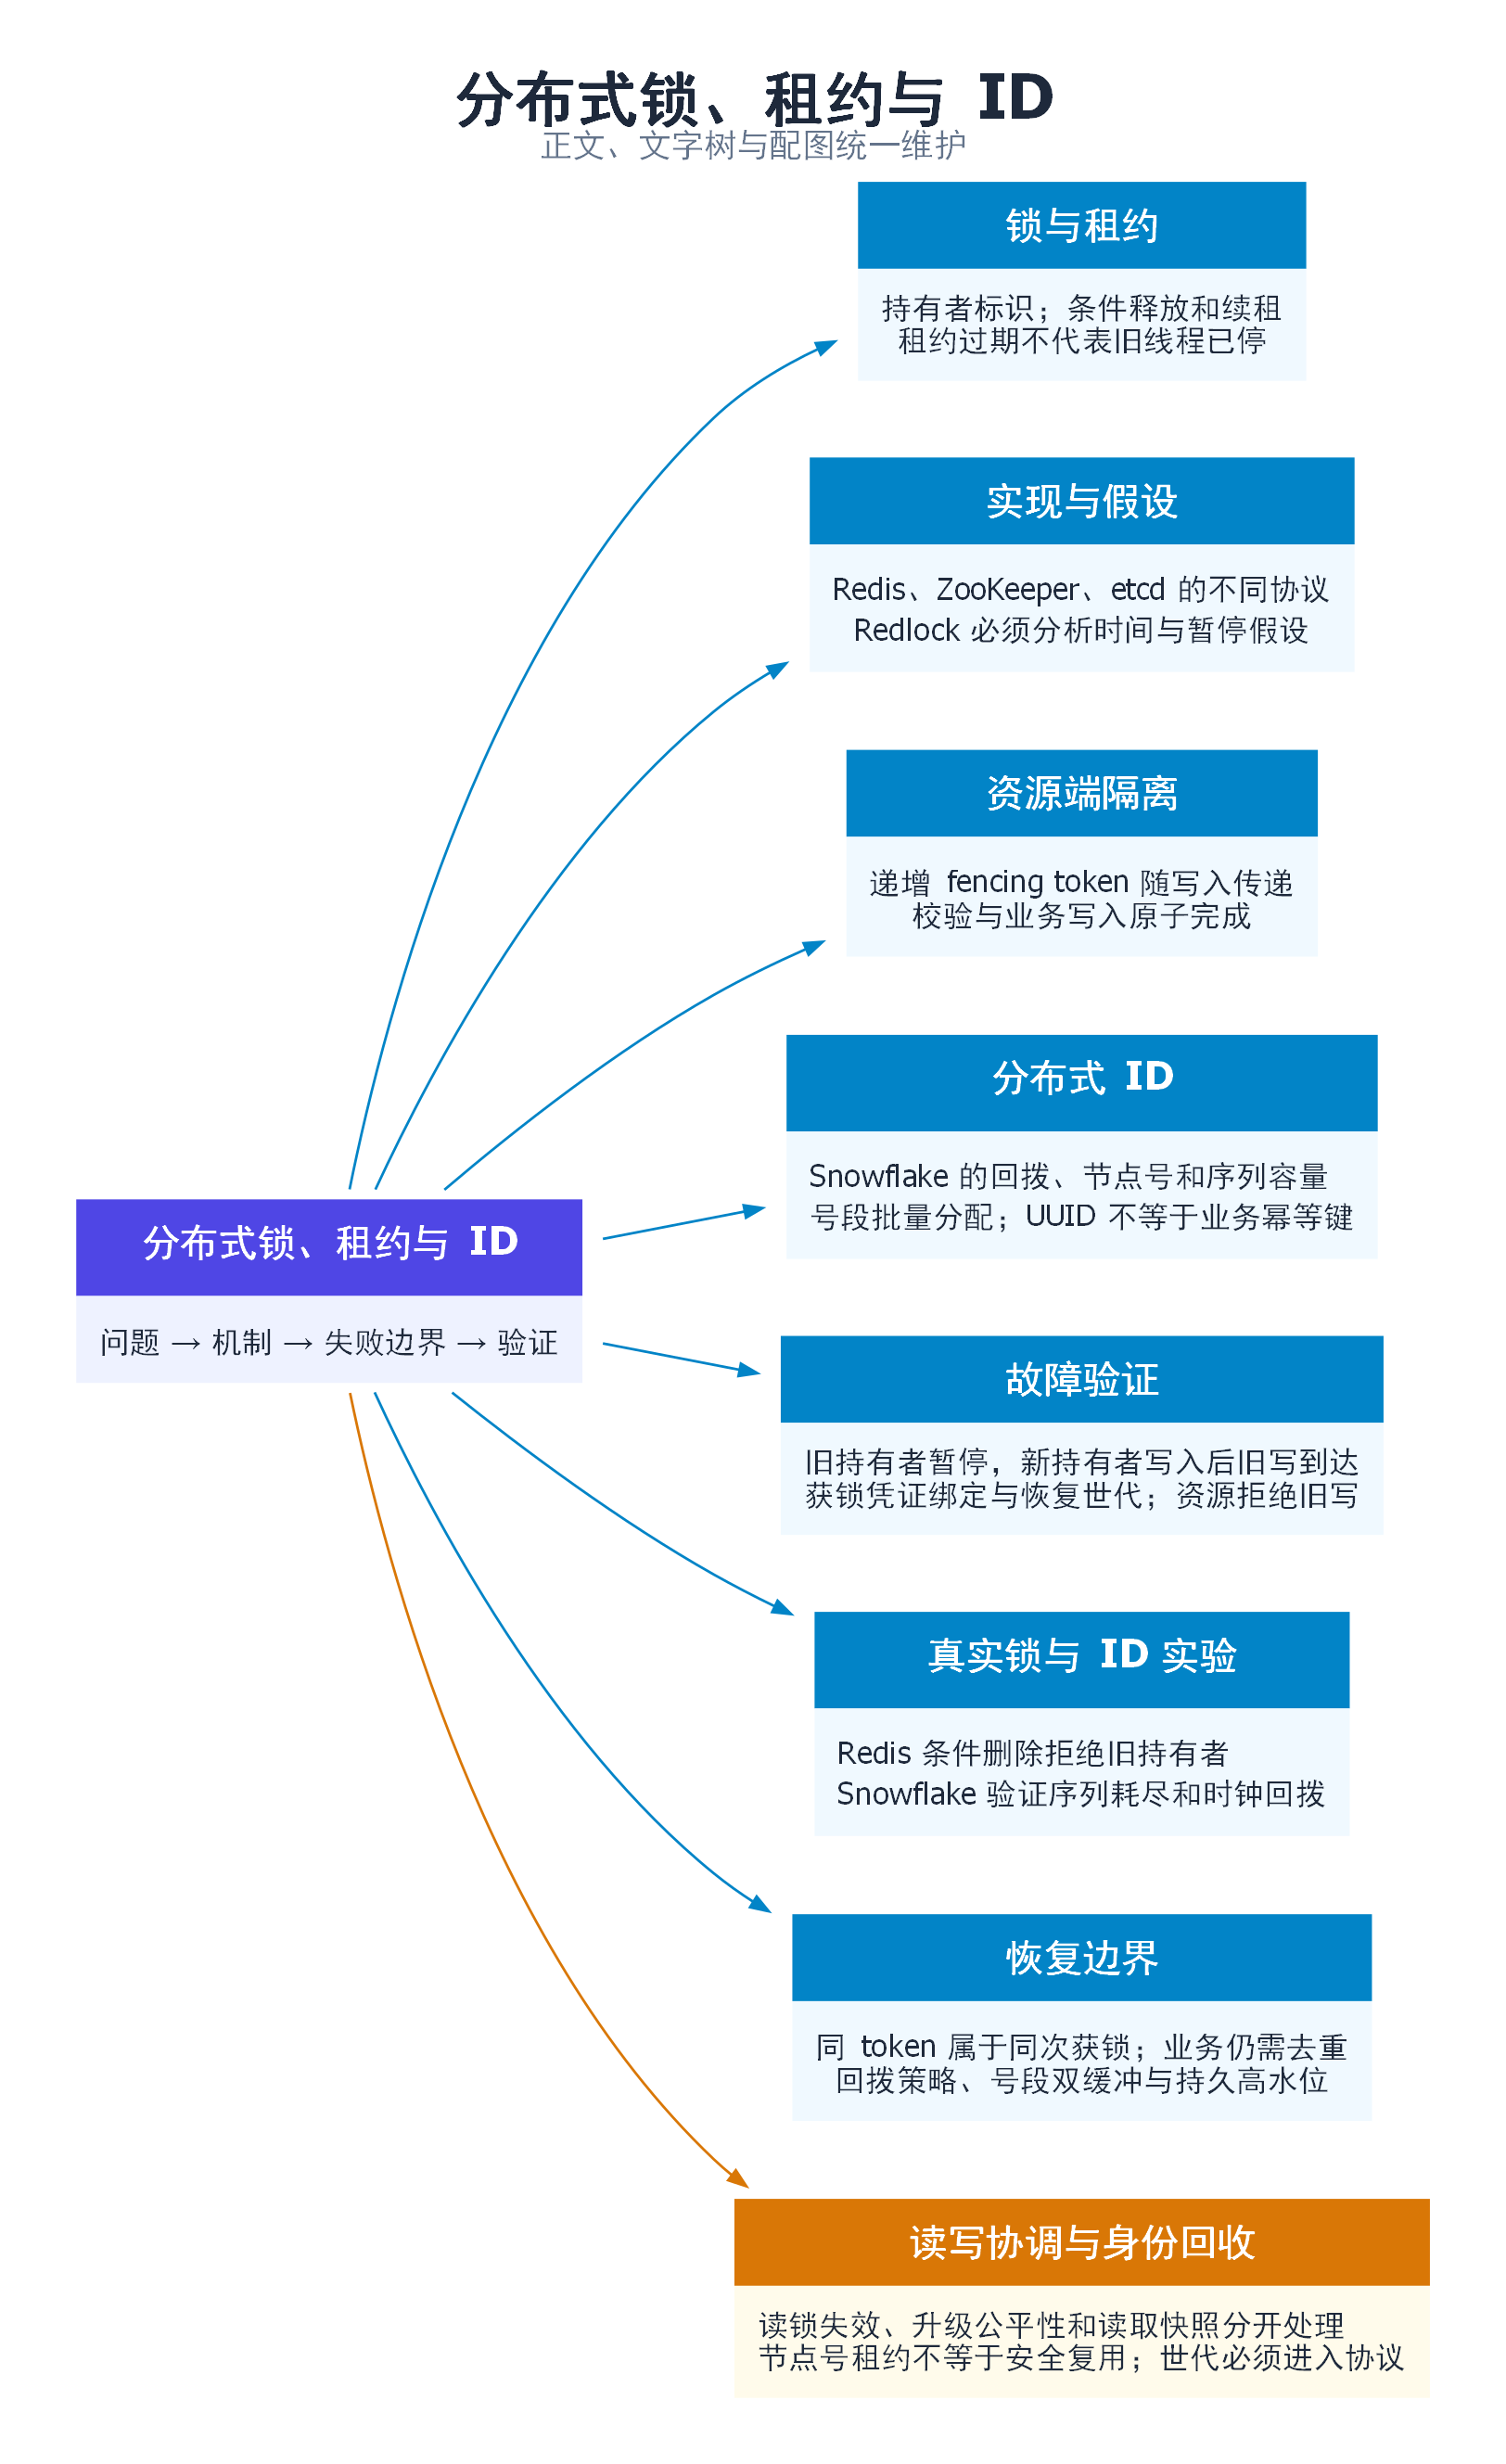 分布式锁、租约与 ID
正文、文字树与配图统一维护
锁与租约
持有者标识；条件释放和续租
租约过期不代表旧线程已停
实现与假设
Redis、ZooKeeper、etcd 的不同协议
Redlock 必须分析时间与暂停假设
资源端隔离
递增 fencing token 随写入传递
校验与业务写入原子完成
分布式 ID
Snowflake 的回拨、节点号和序列容量
号段批量分配；UUID 不等于业务幂等键
分布式锁、租约与 ID
问题 → 机制 → 失败边界 → 验证
故障验证
旧持有者暂停，新持有者写入后旧写到达
获锁凭证绑定与恢复世代；资源拒绝旧写
真实锁与 ID 实验
Redis 条件删除拒绝旧持有者
Snowflake 验证序列耗尽和时钟回拨
恢复边界
同 token 属于同次获锁；业务仍需去重
回拨策略、号段双缓冲与持久高水位
读写协调与身份回收
读锁失效、升级公平性和读取快照分开处理
节点号租约不等于安全复用；世代必须进入协议